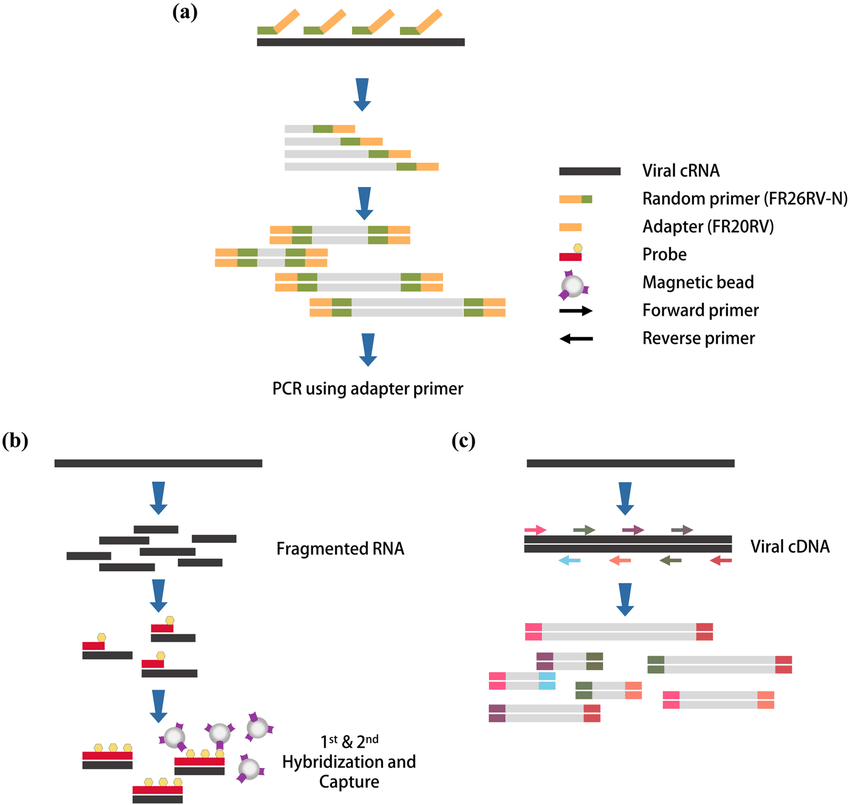 (a)
Viral cRNA
Random primer (FR26RV-N)
Adapter (FR20RV)
Probe
Magnetic bead
Forward primer
Reverse primer
PCR using adapter primer
(b)
Fragmented RNA
1st & 2nd
Hybridization and
Capture
(c)
Viral cDNA